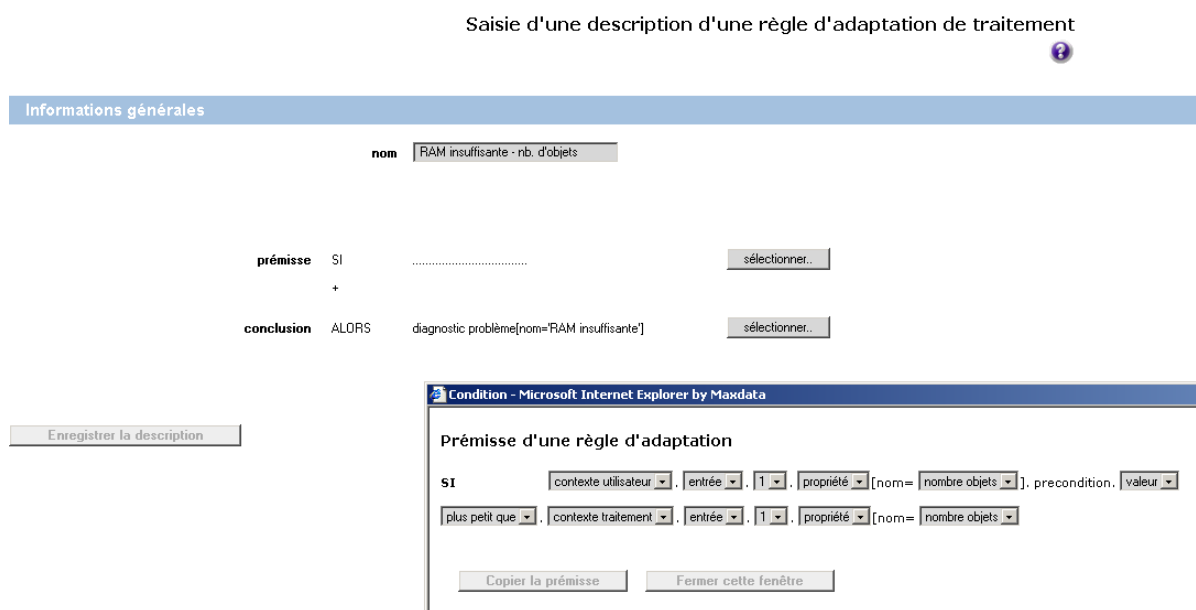 Saisie d'une description d'une règle d'adaptation de traitement
?
Informations générales
nom RAM insuffisante - nb. d'objets
prémisse SI .................................. sélectionner..
+
conclusion ALORS diagnostic problème[nom='RAM insuffisante'] sélectionner..
Enregistrer la description
Condition - Microsoft Internet Explorer by Maxdata
Prémisse d'une règle d'adaptation
SI contexte utilisateur . entrée . 1 . propriété [nom= nombre objets ]. precondition. valeur
plus petit que . contexte traitement . entrée . 1 . propriété [nom= nombre objets
Copier la prémisse Fermer cette fenêtre